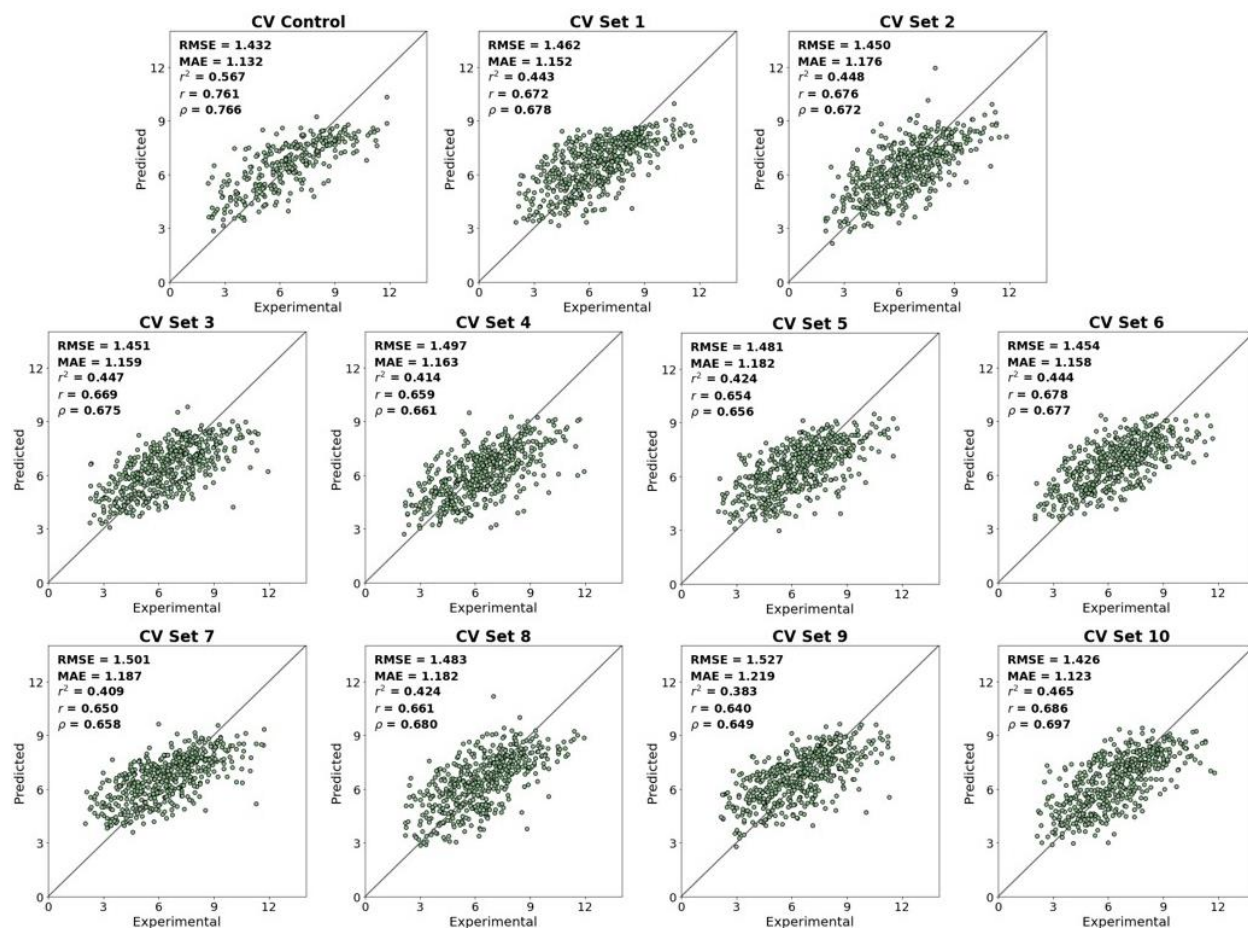 CV Control
RMSE = 1.432
MAE = 1.132
r² = 0.567
r = 0.761
ρ = 0.766
12
9
6
3
0
Predicted
0 3 6 9 12
Experimental
CV Set 1
RMSE = 1.462
MAE = 1.152
r² = 0.443
r = 0.672
ρ = 0.678
12
9
6
3
0
Predicted
0 3 6 9 12
Experimental
CV Set 2
RMSE = 1.450
MAE = 1.176
r² = 0.448
r = 0.676
ρ = 0.672
12
9
6
3
0
Predicted
0 3 6 9 12
Experimental
CV Set 3
RMSE = 1.451
MAE = 1.159
r² = 0.447
r = 0.669
ρ = 0.675
12
9
6
3
0
Predicted
0 3 6 9 12
Experimental
CV Set 4
RMSE = 1.497
MAE = 1.163
r² = 0.414
r = 0.659
ρ = 0.661
12
9
6
3
0
Predicted
0 3 6 9 12
Experimental
CV Set 5
RMSE = 1.481
MAE = 1.182
r² = 0.424
r = 0.654
ρ = 0.656
12
9
6
3
0
Predicted
0 3 6 9 12
Experimental
CV Set 6
RMSE = 1.454
MAE = 1.158
r² = 0.444
r = 0.678
ρ = 0.677
12
9
6
3
0
Predicted
0 3 6 9 12
Experimental
CV Set 7
RMSE = 1.501
MAE = 1.187
r² = 0.409
r = 0.650
ρ = 0.658
12
9
6
3
0
Predicted
0 3 6 9 12
Experimental
CV Set 8
RMSE = 1.483
MAE = 1.182
r² = 0.424
r = 0.661
ρ = 0.680
12
9
6
3
0
Predicted
0 3 6 9 12
Experimental
CV Set 9
RMSE = 1.527
MAE = 1.219
r² = 0.383
r = 0.640
ρ = 0.649
12
9
6
3
0
Predicted
0 3 6 9 12
Experimental
CV Set 10
RMSE = 1.426
MAE = 1.123
r² = 0.465
r = 0.686
ρ = 0.697
12
9
6
3
0
Predicted
0 3 6 9 12
Experimental